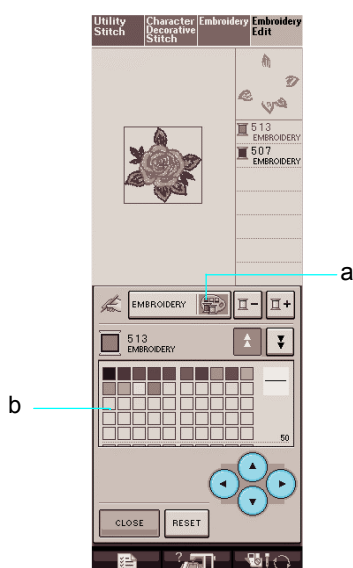 Utility
Stitch
Character
Decorative
Stitch
Embroidery
Embroidery
Edit
513
EMBROIDERY
507
EMBROIDERY
a
EMBROIDERY
-
+
513
EMBROIDERY
b
50
CLOSE
RESET
?